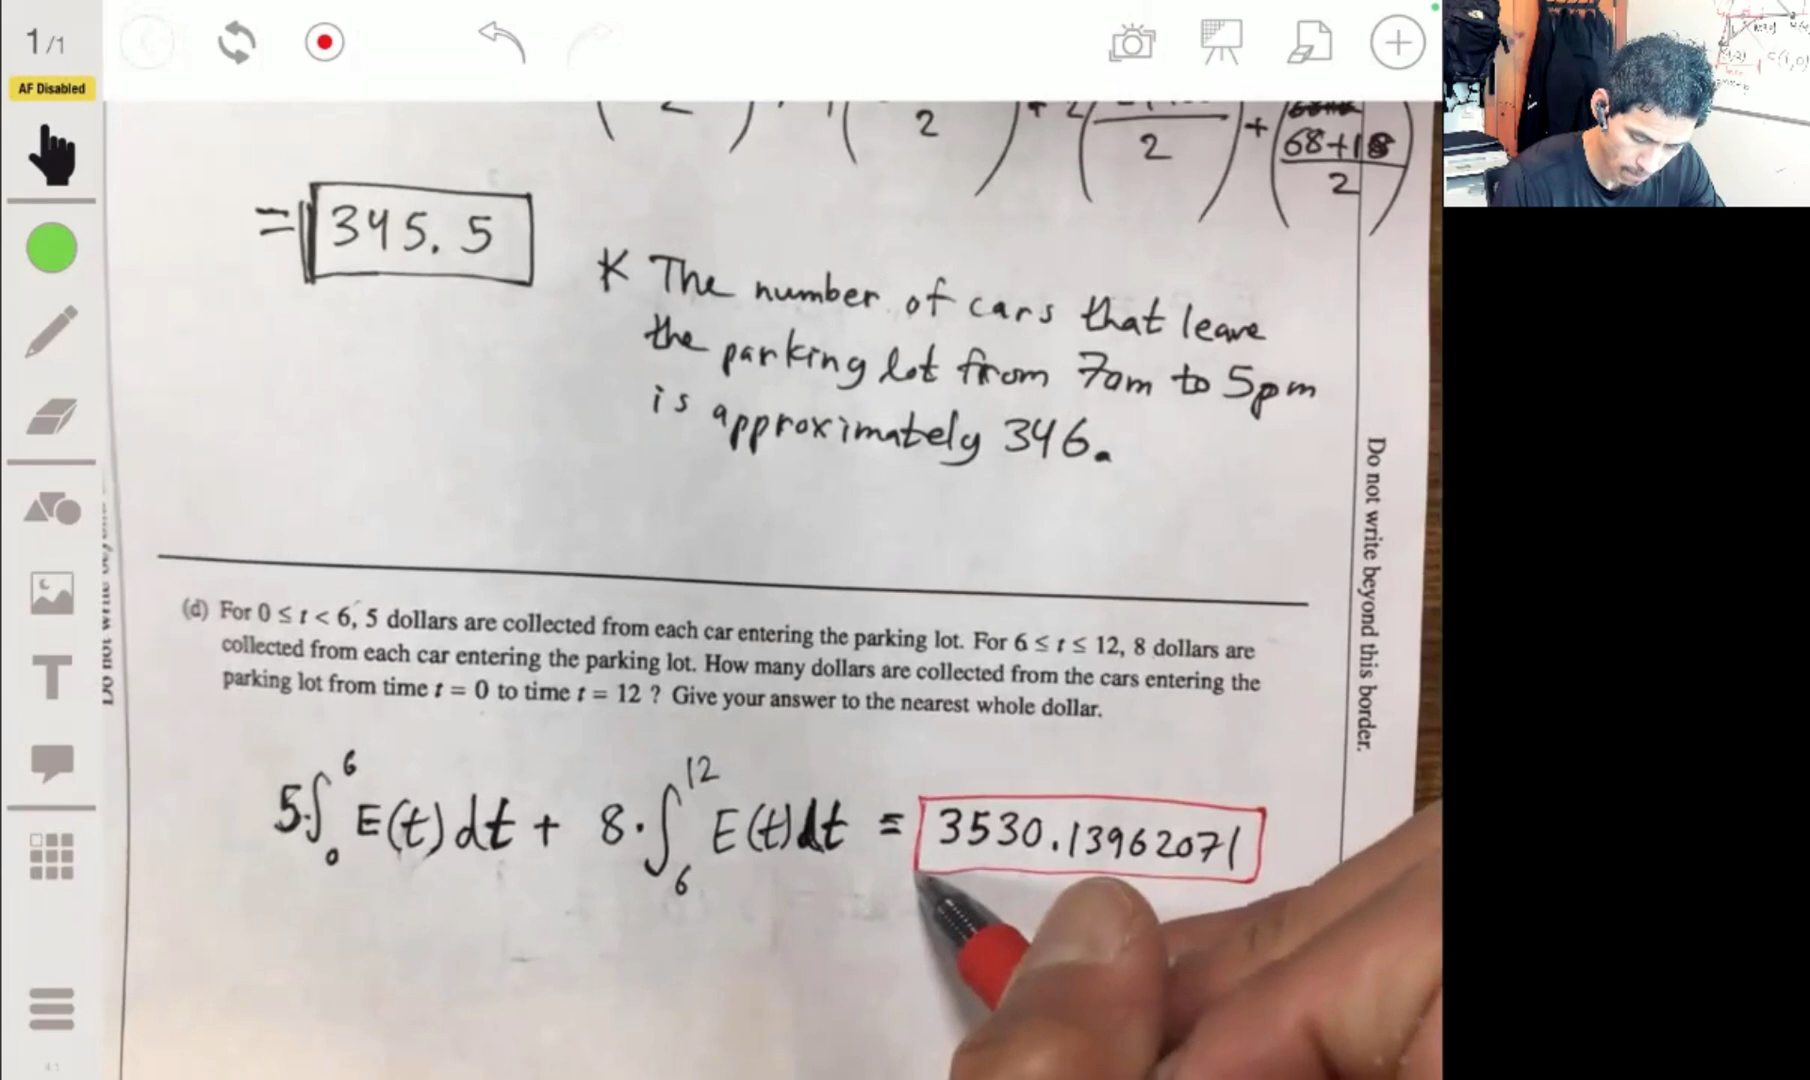 1/1
AF Disabled
2
2
68+18
2
= 345.5
* The number of cars that leave
the parking lot from 7am to 5pm
is approximately 346.
Do not write beyond this border.
(d) For 0 ≤ t < 6, 5 dollars are collected from each car entering the parking lot. For 6 ≤ t ≤ 12, 8 dollars are
collected from each car entering the parking lot. How many dollars are collected from the cars entering the
parking lot from time t = 0 to time t = 12 ? Give your answer to the nearest whole dollar.
5·∫₀⁶ E(t)dt + 8·∫₆¹² E(t)dt = 3530.13962071
T
4.1